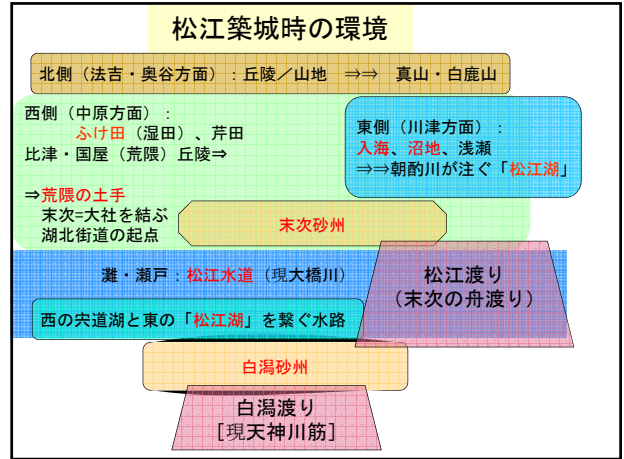 松江築城時の環境
北側（法吉・奥谷方面）：丘陵／山地　⇒⇒　真山・白鹿山
西側（中原方面）：
ふけ田（湿田）、芹田
比津・国屋（荒隈）丘陵⇒
⇒荒隈の土手
末次=大社を結ぶ
湖北街道の起点
東側（川津方面）：
入海、沼地、浅瀬
⇒⇒朝酌川が注ぐ「松江湖」
末次砂州
灘・瀬戸：松江水道（現大橋川）
松江渡り
（末次の舟渡り）
西の宍道湖と東の「松江湖」を繋ぐ水路
白潟砂州
白潟渡り
［現天神川筋］